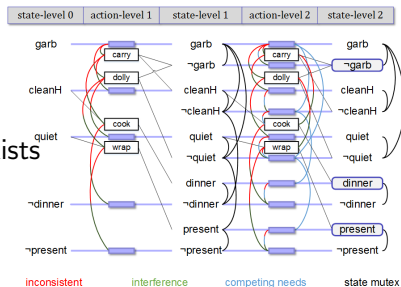 state-level 0 action-level 1 state-level 1 action-level 2 state-level 2
garb garb garb
carry carry
¬garb ¬garb
dolly dolly
cleanH cleanH cleanH
¬cleanH ¬cleanH
cook cook
quiet quiet quiet
ists
wrap wrap
¬quiet ¬quiet
dinner dinner
¬dinner ¬dinner ¬dinner
present present
¬present ¬present ¬present
inconsistent interference competing needs state mutex